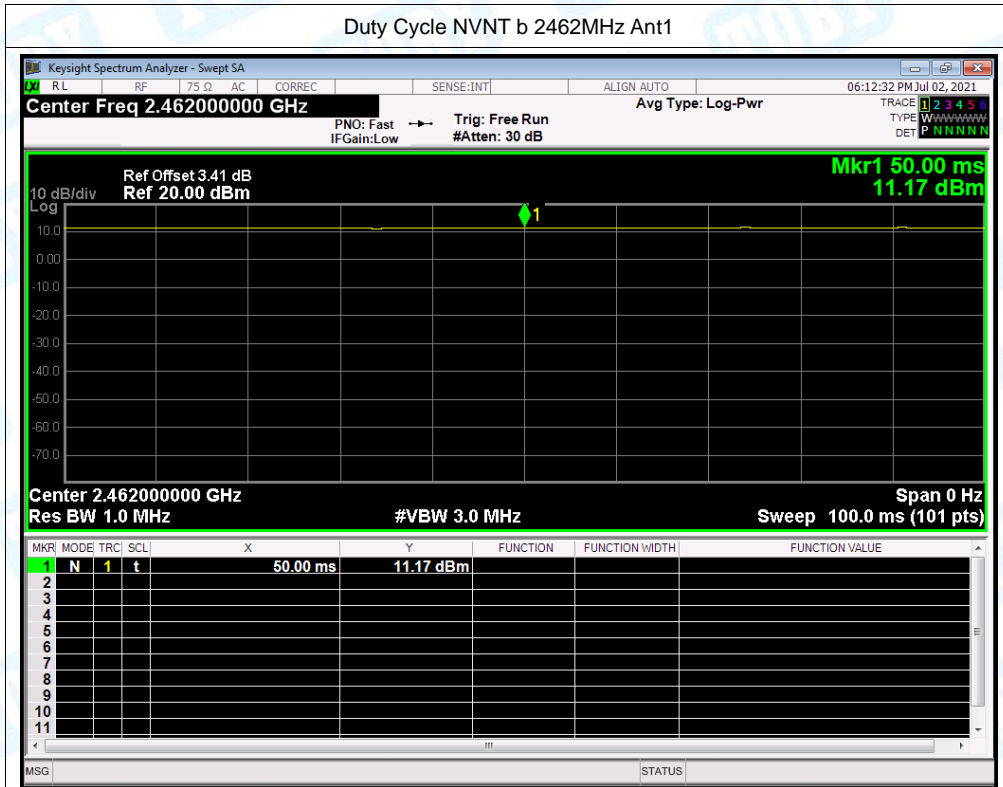 Duty Cycle NVNT b 2462MHz Ant1
Keysight Spectrum Analyzer - Swept SA
LXI RL RF 75 Ω AC CORREC SENSE:INT ALIGN AUTO 06:12:32 PM Jul 02, 2021
Center Freq 2.462000000 GHz Avg Type: Log-Pwr TRACE 1 2 3 4 5 6
PNO: Fast Trig: Free Run TYPE WWWWWW
IFGain:Low #Atten: 30 dB DET P N N N N N
Mkr1 50.00 ms
Ref Offset 3.41 dB
10 dB/div Ref 20.00 dBm 11.17 dBm
Log
1
10.0
0.00
-10.0
-20.0
-30.0
-40.0
-50.0
-60.0
-70.0
Center 2.462000000 GHz Span 0 Hz
Res BW 1.0 MHz #VBW 3.0 MHz Sweep 100.0 ms (101 pts)
MKR MODE TRC SCL X Y FUNCTION FUNCTION WIDTH FUNCTION VALUE
1 N 1 t 50.00 ms 11.17 dBm
2
3
4
5
6
7
8
9
10
11
MSG STATUS